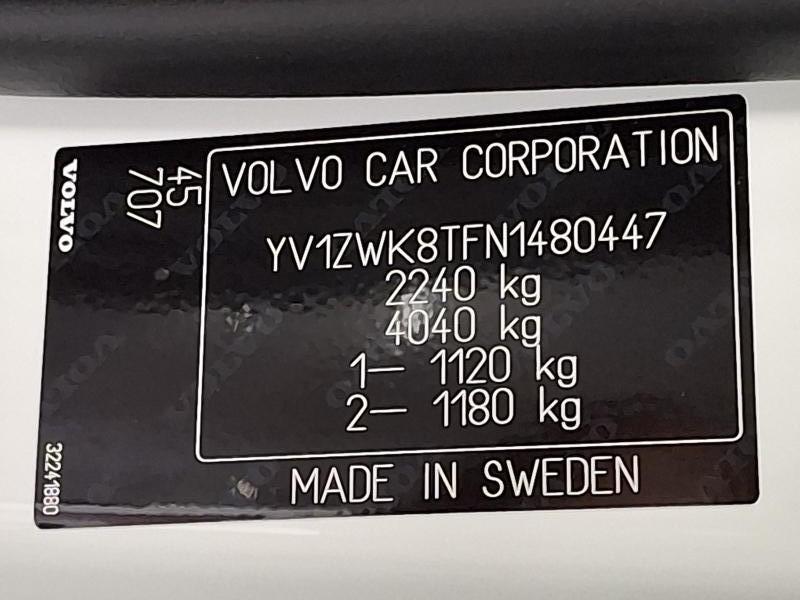 VOLVO
45
707
VOLVO CAR CORPORATION
YV1ZWK8TFN1480447
2240 kg
4040 kg
1– 1120 kg
2– 1180 kg
MADE IN SWEDEN
32241880